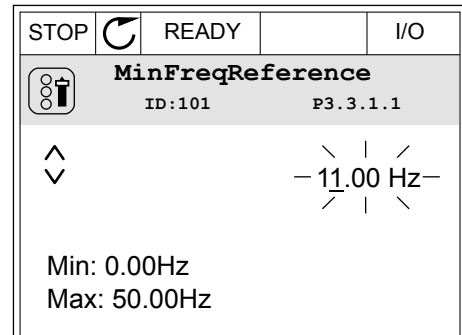 STOP READY I/O
MinFreqReference
ID:101 P3.3.1.1
11.00 Hz
Min: 0.00Hz
Max: 50.00Hz